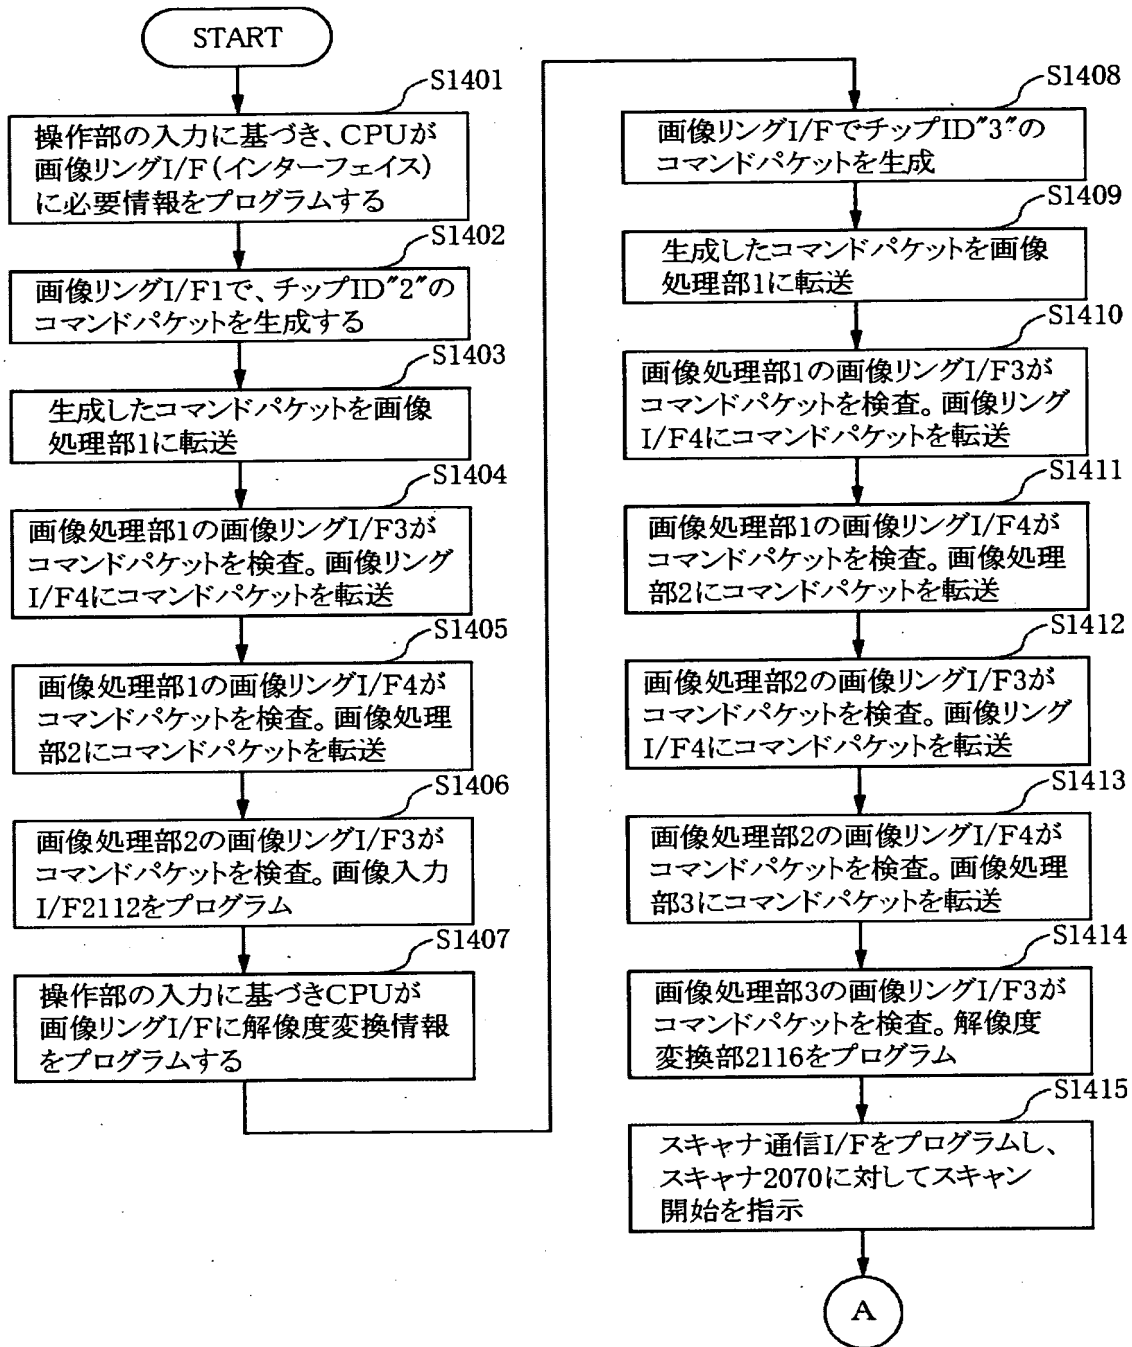 START
S1401
操作部の入力に基づき、CPUが
画像リングI/F(インターフェイス)
に必要情報をプログラムする
S1402
画像リングI/F1で、チップID"2"の
コマンドパケットを生成する
S1403
生成したコマンドパケットを画像
処理部1に転送
S1404
画像処理部1の画像リングI/F3が
コマンドパケットを検査。画像リング
I/F4にコマンドパケットを転送
S1405
画像処理部1の画像リングI/F4が
コマンドパケットを検査。画像処理
部2にコマンドパケットを転送
S1406
画像処理部2の画像リングI/F3が
コマンドパケットを検査。画像入力
I/F2112をプログラム
S1407
操作部の入力に基づきCPUが
画像リングI/Fに解像度変換情報
をプログラムする
S1408
画像リングI/Fでチップ ID"3"の
コマンドパケットを生成
S1409
生成したコマンドパケットを画像
処理部1に転送
S1410
画像処理部1の画像リングI/F3が
コマンドパケットを検査。画像リング
I/F4にコマンドパケットを転送
S1411
画像処理部1の画像リングI/F4が
コマンドパケットを検査。画像処理
部2にコマンドパケットを転送
S1412
画像処理部2の画像リングI/F3が
コマンドパケットを検査。画像リング
I/F4にコマンドパケットを転送
S1413
画像処理部2の画像リングI/F4が
コマンドパケットを検査。画像処理
部3にコマンドパケットを転送
S1414
画像処理部3の画像リングI/F3が
コマンドパケットを検査。解像度
変換部2116をプログラム
S1415
スキャナ通信I/Fをプログラムし、
スキャナ2070に対してスキャン
開始を指示
A